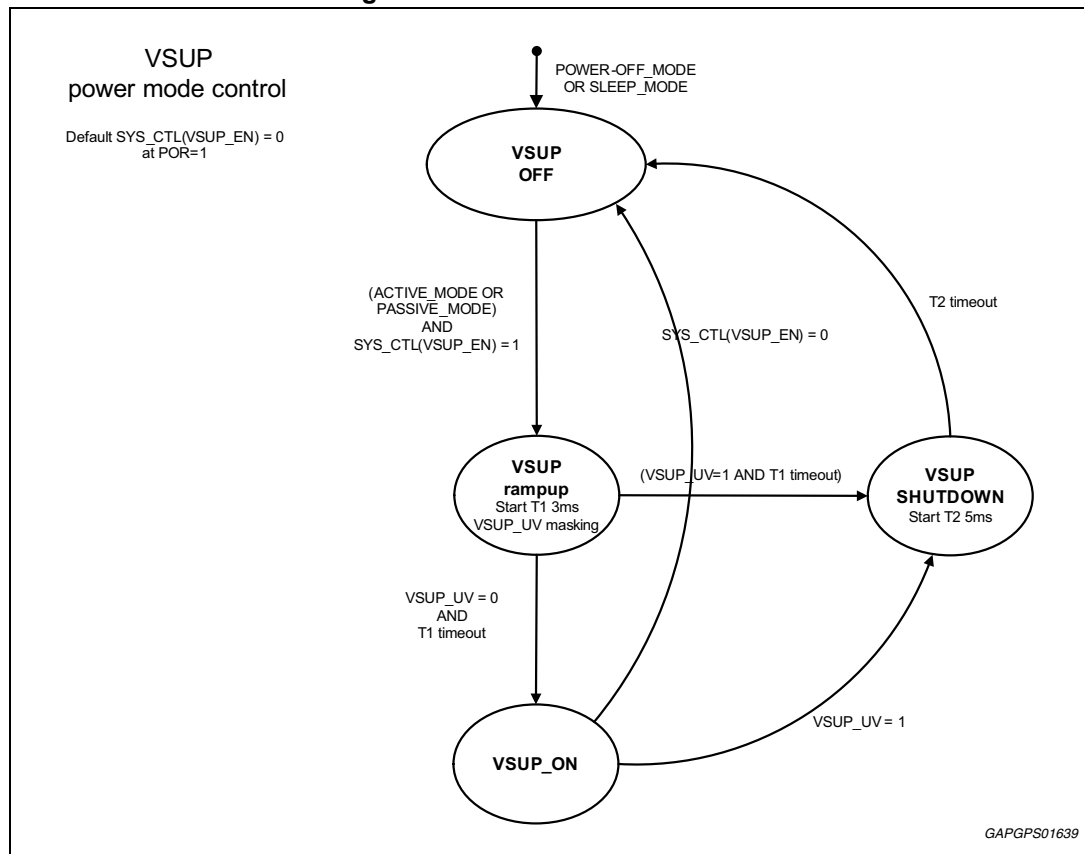 VSUP
power mode control
Default SYS_CTL(VSUP_EN) = 0
at POR=1
POWER-OFF_MODE
OR SLEEP_MODE
VSUP
OFF
(ACTIVE_MODE OR
PASSIVE_MODE)
AND
SYS_CTL(VSUP_EN) = 1
SYS_CTL(VSUP_EN) = 0
T2 timeout
VSUP
rampup
Start T1 3ms
VSUP_UV masking
(VSUP_UV=1 AND T1 timeout)
VSUP
SHUTDOWN
Start T2 5ms
VSUP_UV = 0
AND
T1 timeout
VSUP_UV = 1
VSUP_ON
GAPGPS01639